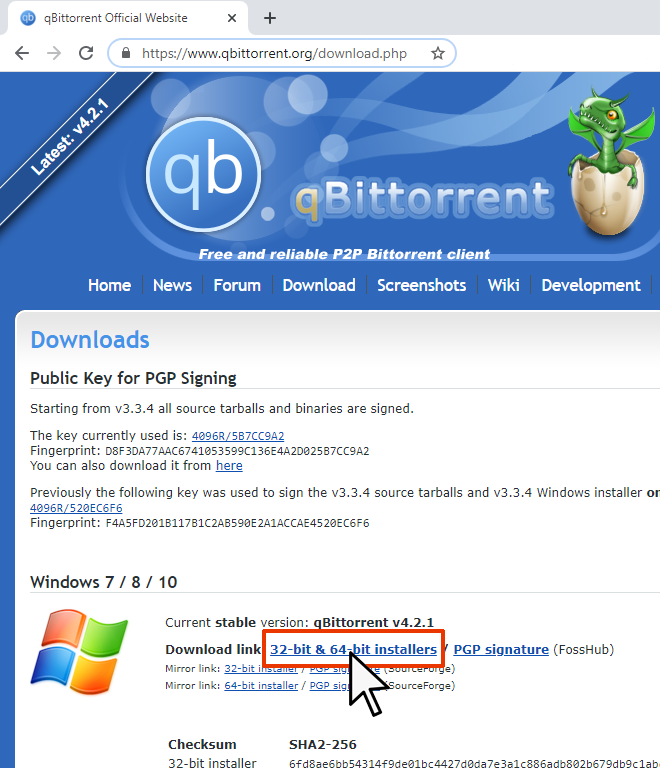 qBittorrent Official Website
https://www.qbittorrent.org/download.php
Latest: v4.2.1
qb
qBittorrent
Free and reliable P2P Bittorrent client
Home News Forum Download Screenshots Wiki Development
Downloads
Public Key for PGP Signing
Starting from v3.3.4 all source tarballs and binaries are signed.
The key currently used is: 4096R/5B7CC9A2
Fingerprint: D8F3DA77AAC6741053599C136E4A2D025B7CC9A2
You can also download it from here
Previously the following key was used to sign the v3.3.4 source tarballs and v3.3.4 Windows installer
4096R/520EC6F6
Fingerprint: F4A5FD201B117B1C2AB590E2A1ACCAE4520EC6F6
Windows 7 / 8 / 10
Current stable version: qBittorrent v4.2.1
Download link 32-bit & 64-bit installers / PGP signature (FossHub)
Mirror link: 32-bit installer / PGP (SourceForge)
Mirror link: 64-bit installer / PGP (SourceForge)
Checksum SHA2-256
32-bit installer 6fd8ae6bb54314f9de01bc4427d0da7e3a1c886adb802b679db9c1ab